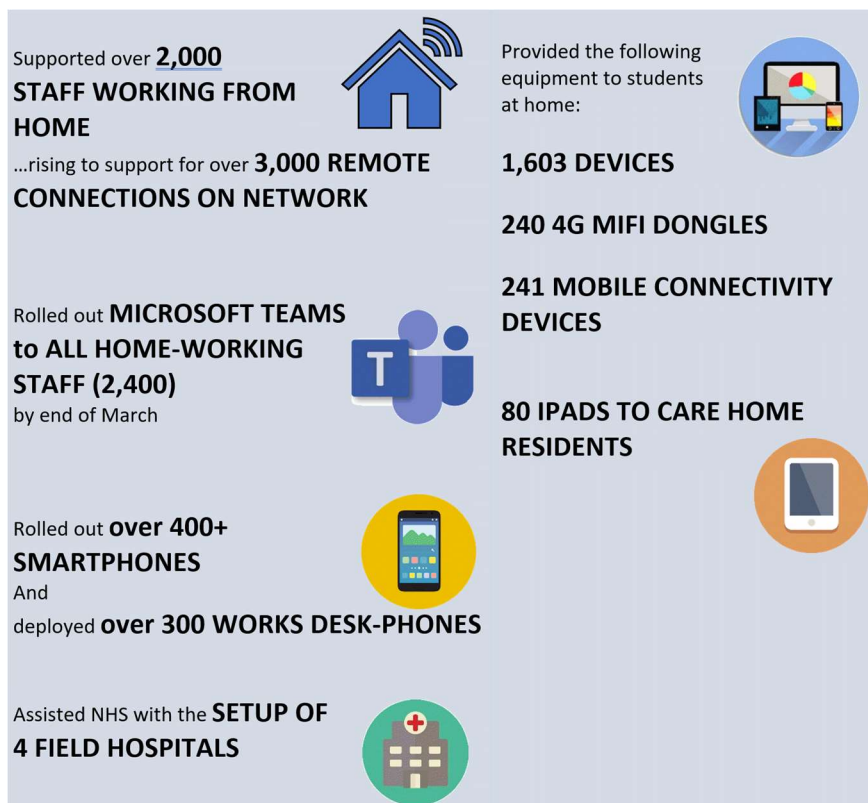 Supported over 2,000
STAFF WORKING FROM
HOME
...rising to support for over 3,000 REMOTE
CONNECTIONS ON NETWORK
Rolled out MICROSOFT TEAMS
to ALL HOME-WORKING
STAFF (2,400)
by end of March
T
Rolled out over 400+
SMARTPHONES
And
deployed over 300 WORKS DESK-PHONES
Assisted NHS with the SETUP OF
4 FIELD HOSPITALS
Provided the following
equipment to students
at home:
1,603 DEVICES
240 4G MIFI DONGLES
241 MOBILE CONNECTIVITY
DEVICES
80 IPADS TO CARE HOME
RESIDENTS